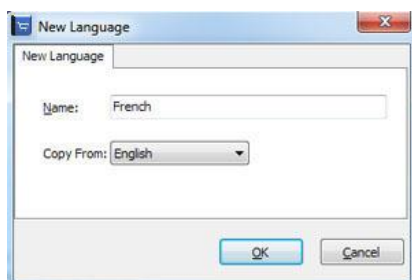 New Language
New Language
Name: French
Copy From: English
OK Cancel